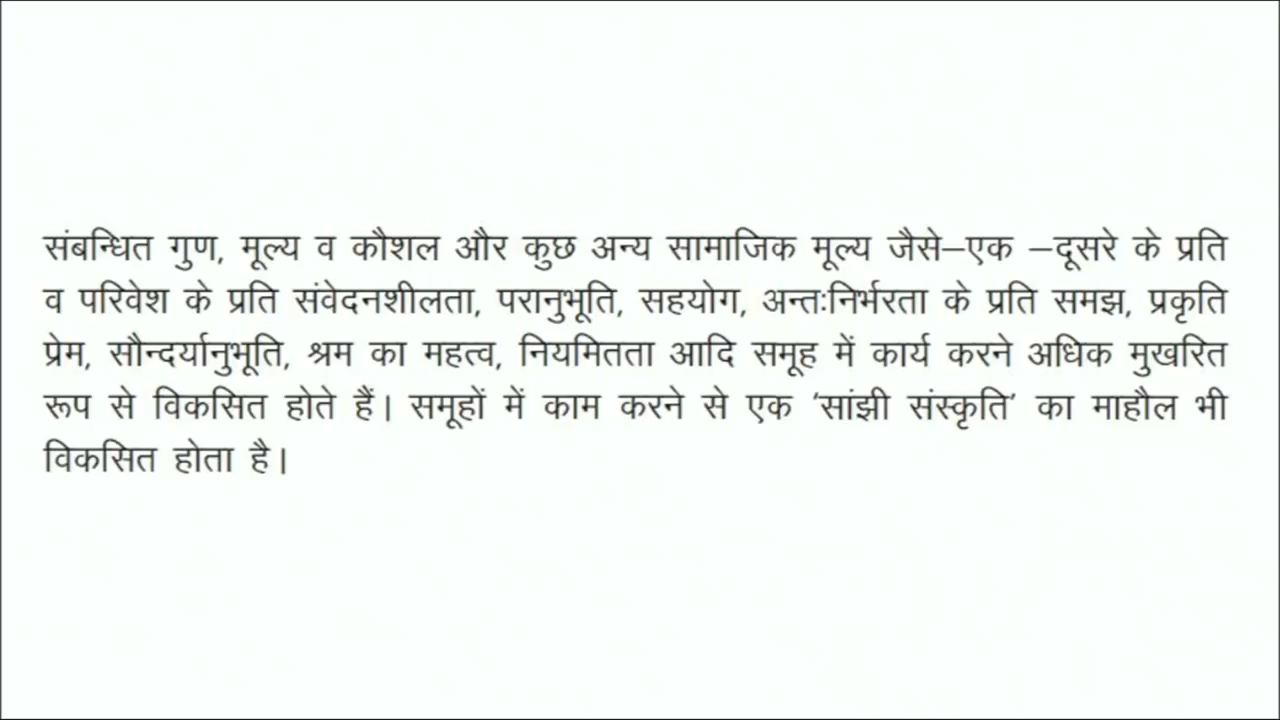 संबन्धित गुण, मूल्य व कौशल और कुछ अन्य सामाजिक मूल्य जैसे–एक –दूसरे के प्रति
व परिवेश के प्रति संवेदनशीलता, परानुभूति, सहयोग, अन्तःनिर्भरता के प्रति समझ, प्रकृति
प्रेम, सौन्दर्यानुभूति, श्रम का महत्व, नियमितता आदि समूह में कार्य करने अधिक मुखरित
रूप से विकसित होते हैं। समूहों में काम करने से एक 'सांझी संस्कृति' का माहौल भी
विकसित होता है।